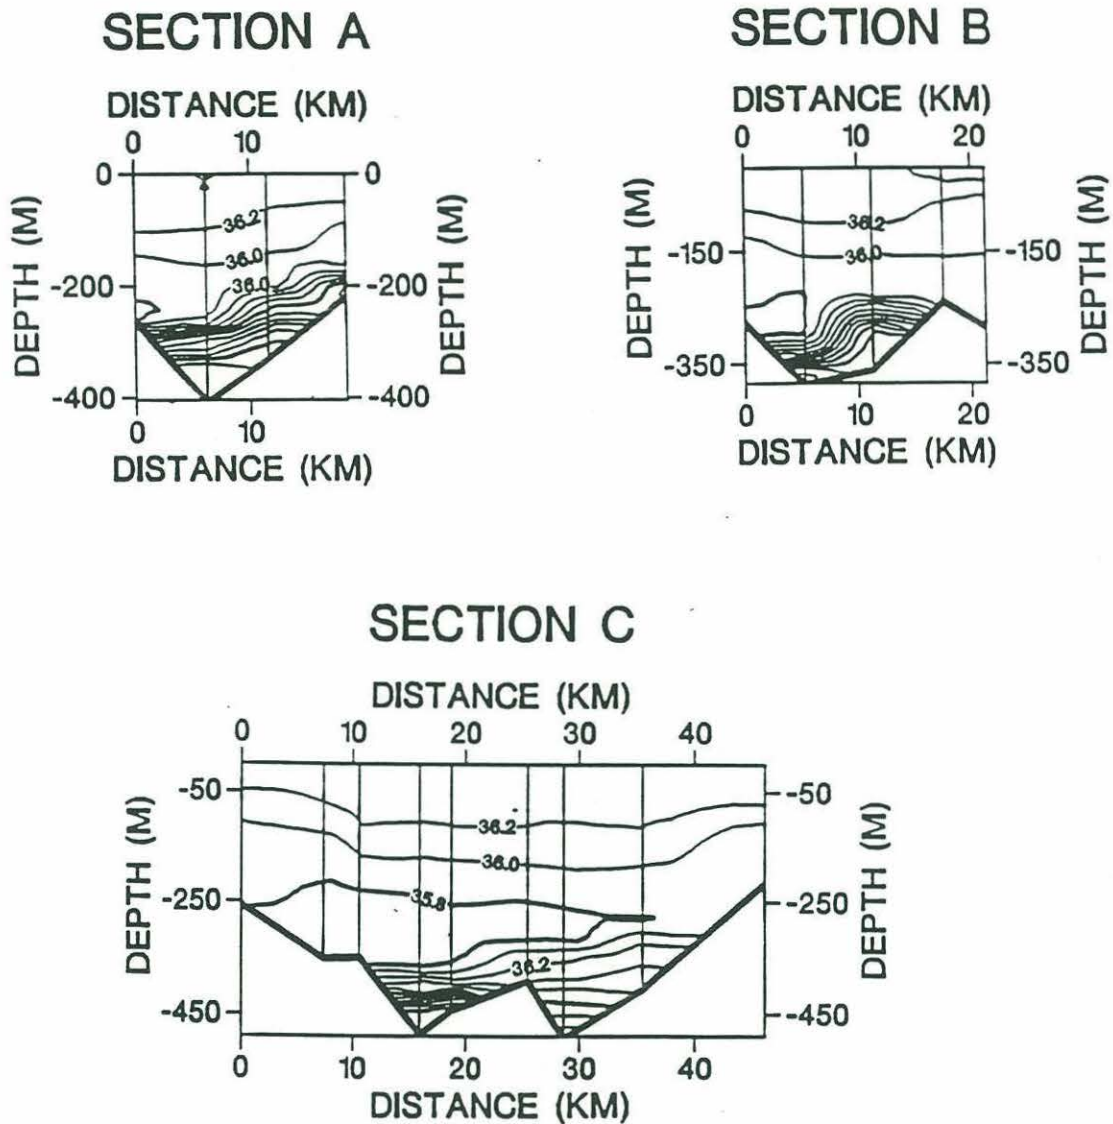 SECTION A
DISTANCE (KM)
0 10
DEPTH (M)
0
-200
-400
36.2
36.0
36.0
0
-200
-400
DEPTH (M)
0 10
DISTANCE (KM)
SECTION B
DISTANCE (KM)
0 10 20
DEPTH (M)
-150
-350
36.2
36.0
-150
-350
DEPTH (M)
0 10 20
DISTANCE (KM)
SECTION C
DISTANCE (KM)
0 10 20 30 40
DEPTH (M)
-50
-250
-450
36.2
36.0
35.8
36.2
-50
-250
-450
DEPTH (M)
0 10 20 30 40
DISTANCE (KM)